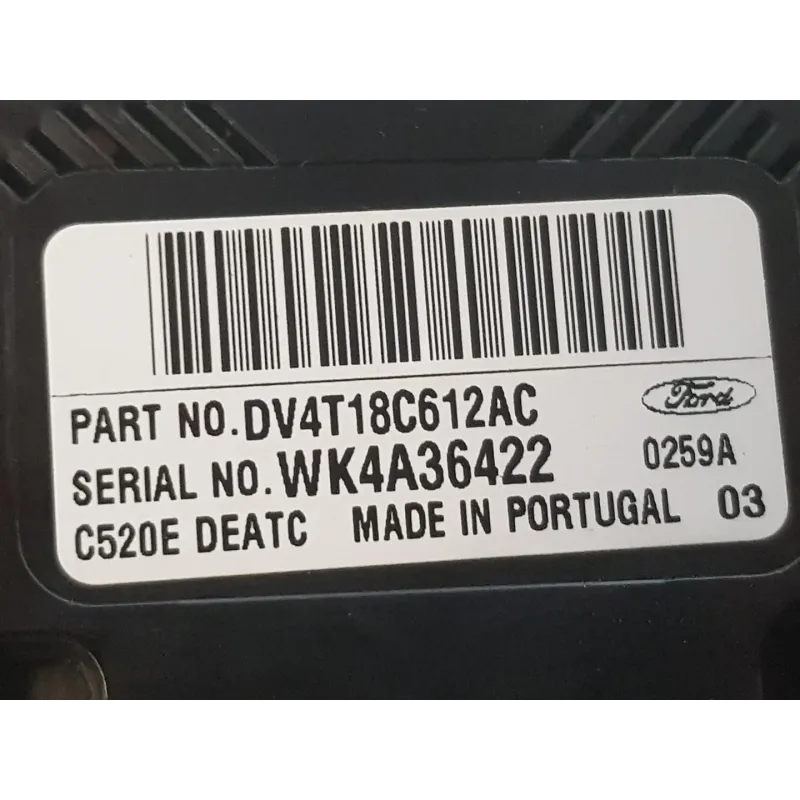 PART NO.DV4T18C612AC Ford
SERIAL NO.WK4A36422 0259A
C520E DEATC MADE IN PORTUGAL 03